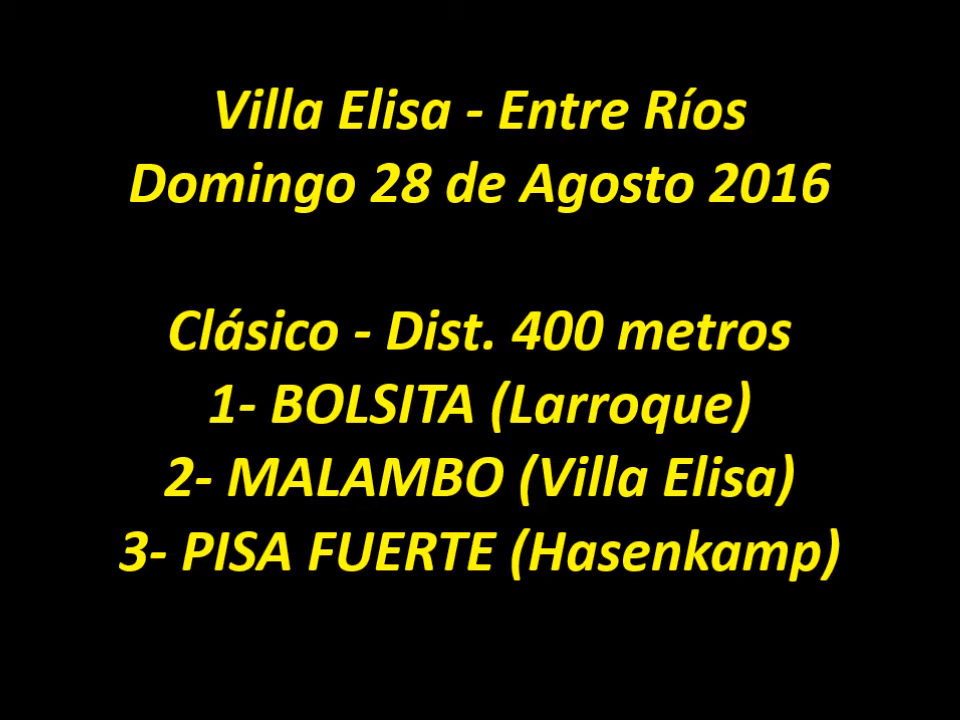 Villa Elisa - Entre Ríos
Domingo 28 de Agosto 2016
Clásico - Dist. 400 metros
1- BOLSITA (Larroque)
2- MALAMBO (Villa Elisa)
3- PISA FUERTE (Hasenkamp)